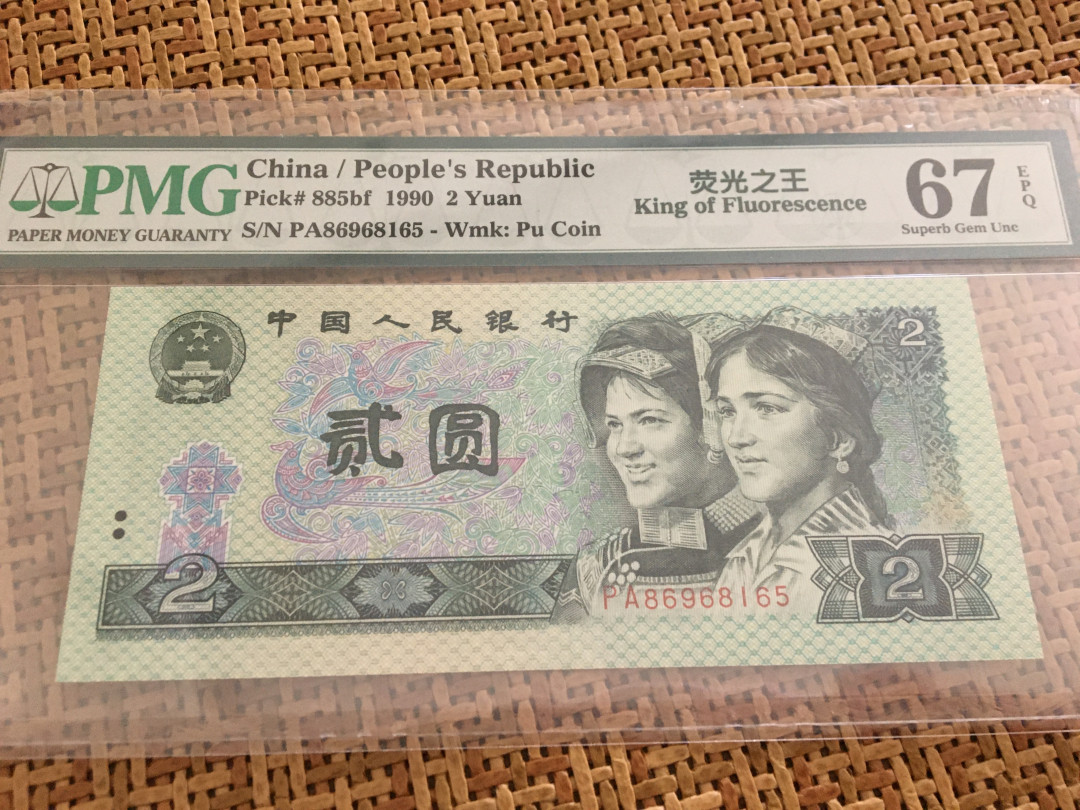 PMG
PAPER MONEY GUARANTY
China / People's Republic
Pick# 885bf 1990 2 Yuan
S/N PA86968165 - Wmk: Pu Coin
荧光之王
King of Fluorescence
67
EPQ
Superb Gem Unc
中国人民银行
2
贰圆
2
PA86968165
2